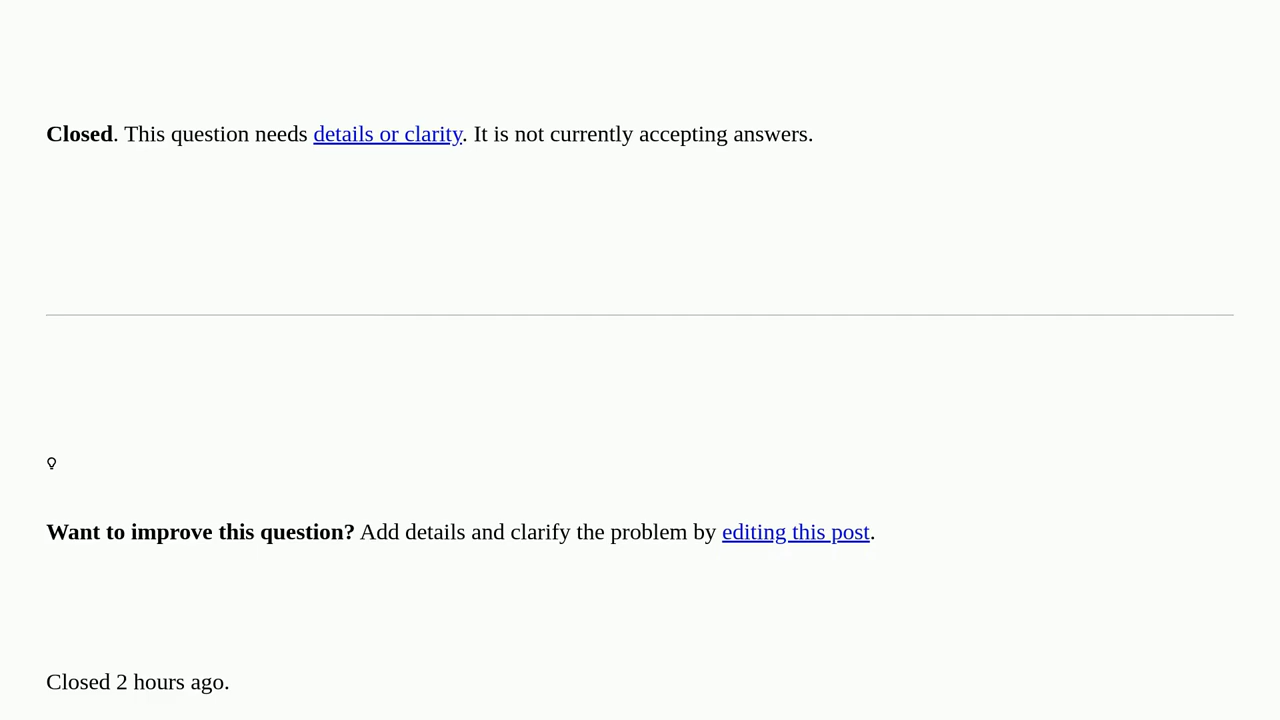 Closed. This question needs details or clarity. It is not currently accepting answers.
Want to improve this question? Add details and clarify the problem by editing this post.
Closed 2 hours ago.